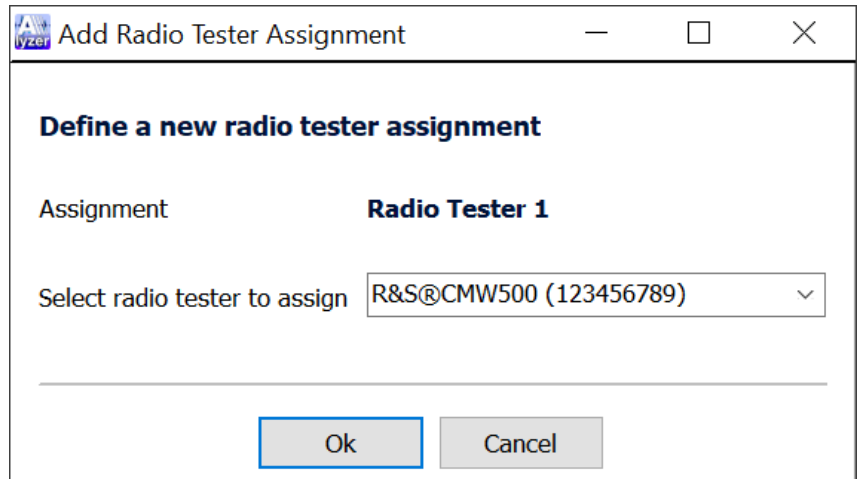 A
lyzer
Add Radio Tester Assignment
Define a new radio tester assignment
Assignment
Radio Tester 1
Select radio tester to assign
R&S®CMW500 (123456789)
Ok
Cancel